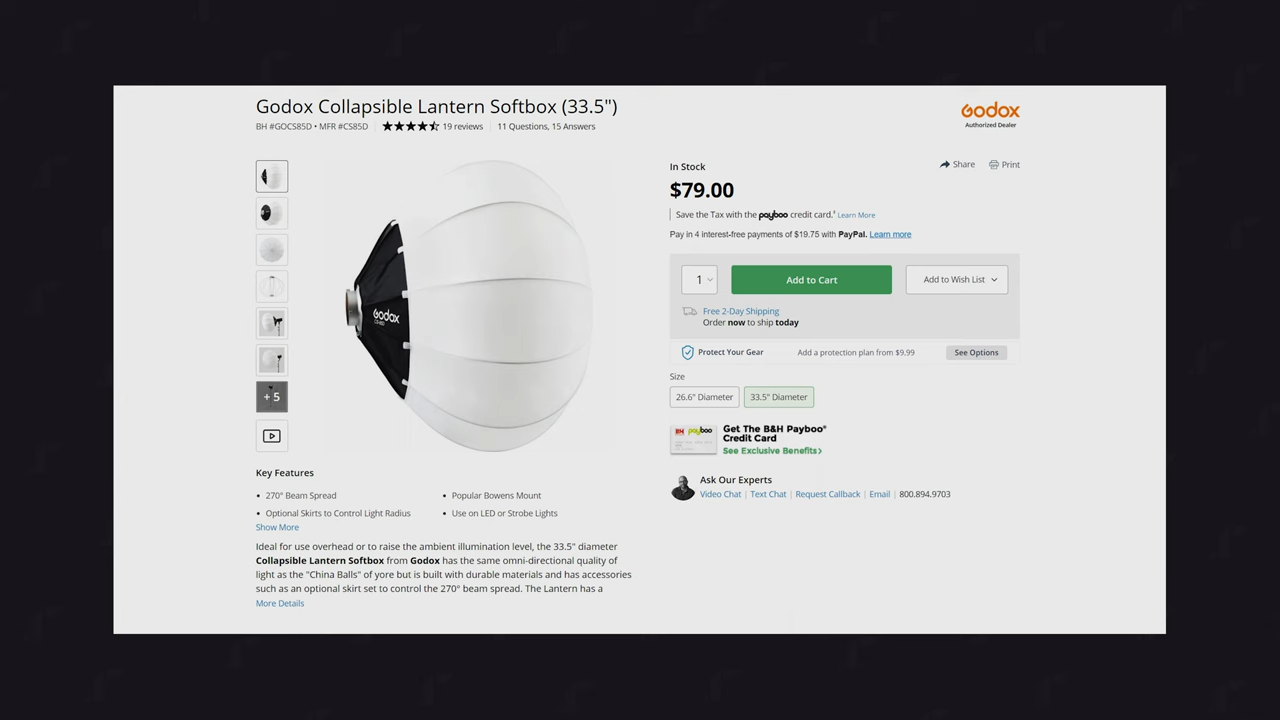 Godox Collapsible Lantern Softbox (33.5")
BH #GOCS85D • MFR #CS85D
19 reviews
11 Questions, 15 Answers
Godox
Authorized Dealer
Godox
In Stock
Share
Print
$79.00
Save the Tax with the payboo credit card.† Learn More
Pay in 4 interest-free payments of $19.75 with PayPal. Learn more
1
Add to Cart
Add to Wish List
Free 2-Day Shipping
Order now to ship today
Protect Your Gear
Add a protection plan from $9.99
See Options
Size
26.6" Diameter
33.5" Diameter
+ 5
BH payboo
Get The B&H Payboo®
Credit Card
See Exclusive Benefits>
Ask Our Experts
Video Chat | Text Chat | Request Callback | Email | 800.894.9703
Key Features
• 270° Beam Spread
• Popular Bowens Mount
• Optional Skirts to Control Light Radius
• Use on LED or Strobe Lights
Show More
Ideal for use overhead or to raise the ambient illumination level, the 33.5" diameter
Collapsible Lantern Softbox from Godox has the same omni-directional quality of
light as the "China Balls" of yore but is built with durable materials and has accessories
such as an optional skirt set to control the 270° beam spread. The Lantern has a
More Details